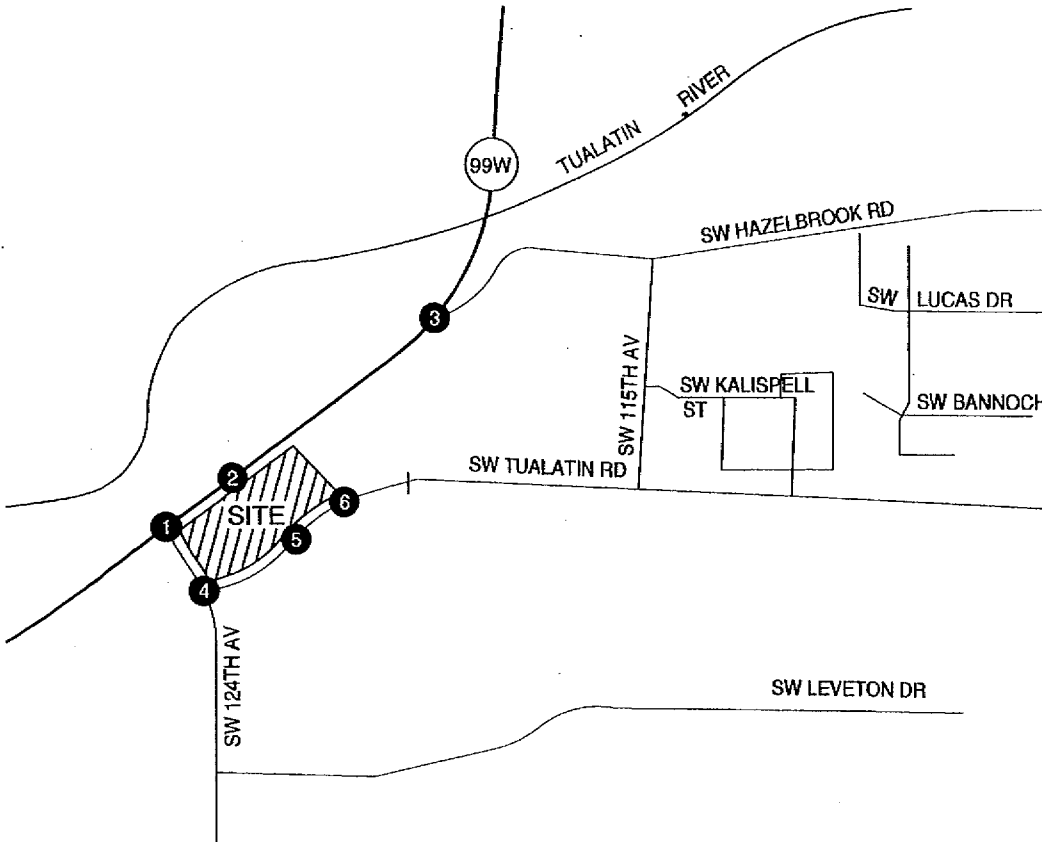 99W
TUALATIN
RIVER
SW HAZELBROOK RD
SW LUCAS DR
3
SW 115TH AV
SW KALISPELL
ST
SW BANNOCH
SW TUALATIN RD
2
6
SITE
1
5
4
SW 124TH AV
SW LEVETON DR